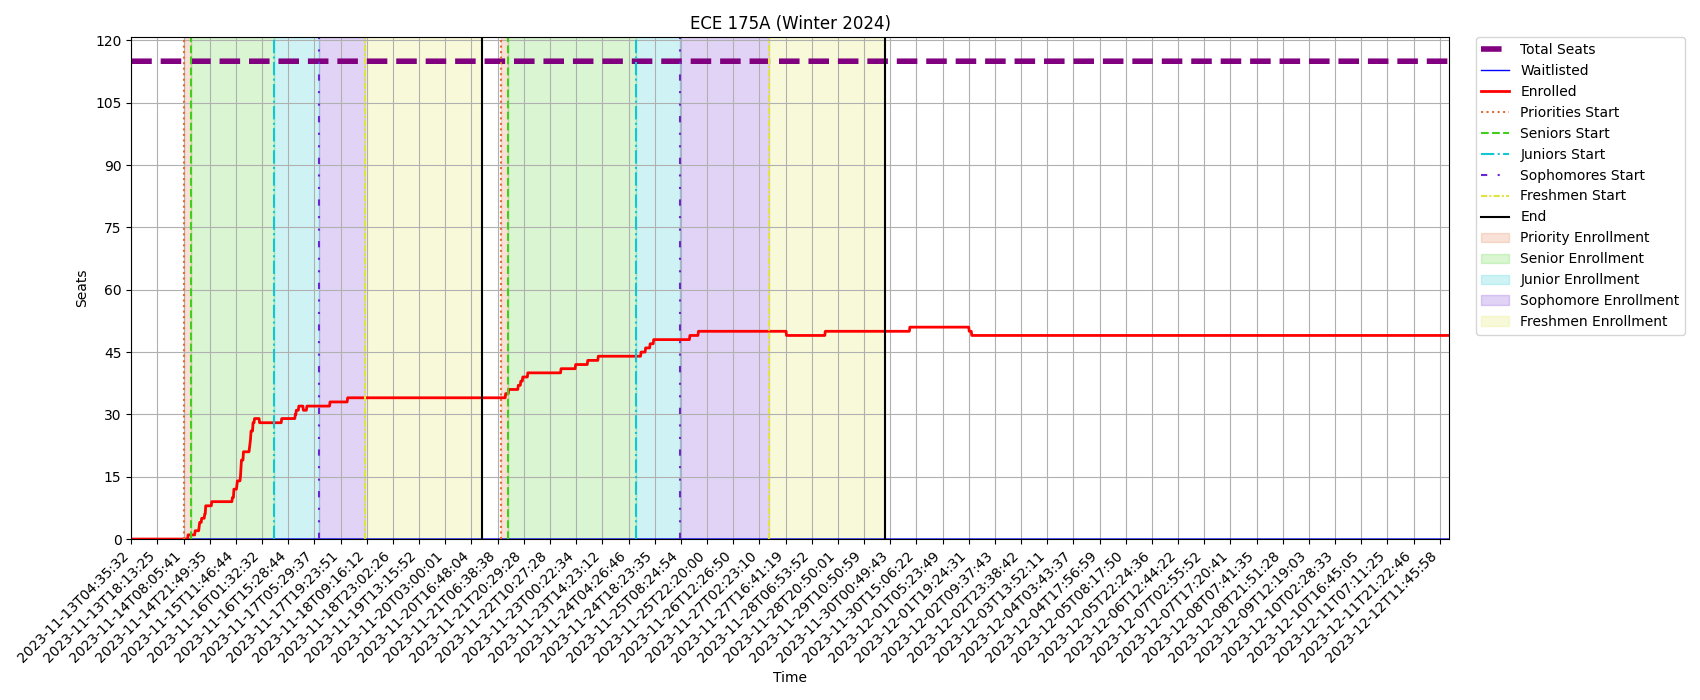 ECE 175A (Winter 2024)
120
105
90
75
60
45
30
15
0
Seats
2023-11-13T04:35:32
2023-11-13T18:13:25
2023-11-14T08:05:41
2023-11-14T21:49:35
2023-11-15T11:46:44
2023-11-16T01:32:32
2023-11-16T15:28:44
2023-11-17T05:29:37
2023-11-17T19:23:51
2023-11-18T09:16:12
2023-11-18T23:02:26
2023-11-19T13:15:52
2023-11-20T03:00:01
2023-11-20T16:48:04
2023-11-21T06:38:38
2023-11-21T20:29:28
2023-11-22T10:27:28
2023-11-23T00:22:34
2023-11-23T14:23:12
2023-11-24T04:26:46
2023-11-24T18:23:35
2023-11-25T08:24:54
2023-11-25T22:20:00
2023-11-26T12:26:50
2023-11-27T02:23:10
2023-11-27T16:41:19
2023-11-28T06:53:52
2023-11-28T20:50:01
2023-11-29T10:50:59
2023-11-30T00:49:43
2023-11-30T15:06:22
2023-12-01T05:23:49
2023-12-01T19:24:31
2023-12-02T09:37:43
2023-12-02T23:38:42
2023-12-03T13:52:11
2023-12-04T03:43:37
2023-12-04T17:56:59
2023-12-05T08:17:50
2023-12-05T22:24:36
2023-12-06T12:44:22
2023-12-07T02:55:52
2023-12-07T17:20:41
2023-12-08T07:41:35
2023-12-08T21:51:28
2023-12-09T12:19:03
2023-12-10T02:28:33
2023-12-10T16:45:05
2023-12-11T07:11:25
2023-12-11T21:22:46
2023-12-12T11:45:58
Time
Total Seats
Waitlisted
Enrolled
Priorities Start
Seniors Start
Juniors Start
Sophomores Start
Freshmen Start
End
Priority Enrollment
Senior Enrollment
Junior Enrollment
Sophomore Enrollment
Freshmen Enrollment